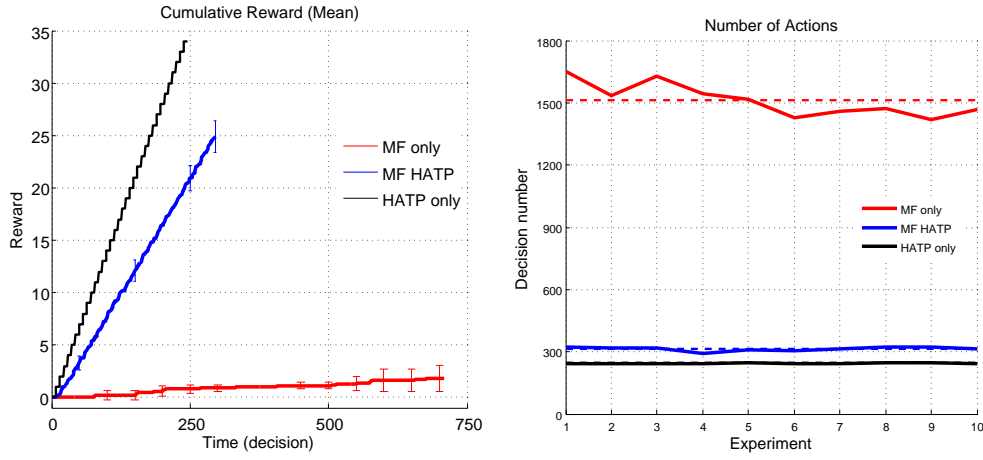 Cumulative Reward (Mean)
35
30
25
20
15
10
5
0
Reward
0
250
500
750
Time (decision)
MF only
MF HATP
HATP only
Number of Actions
1800
1500
1200
900
600
300
0
Decision number
1
2
3
4
5
6
7
8
9
10
Experiment
MF only
MF HATP
HATP only